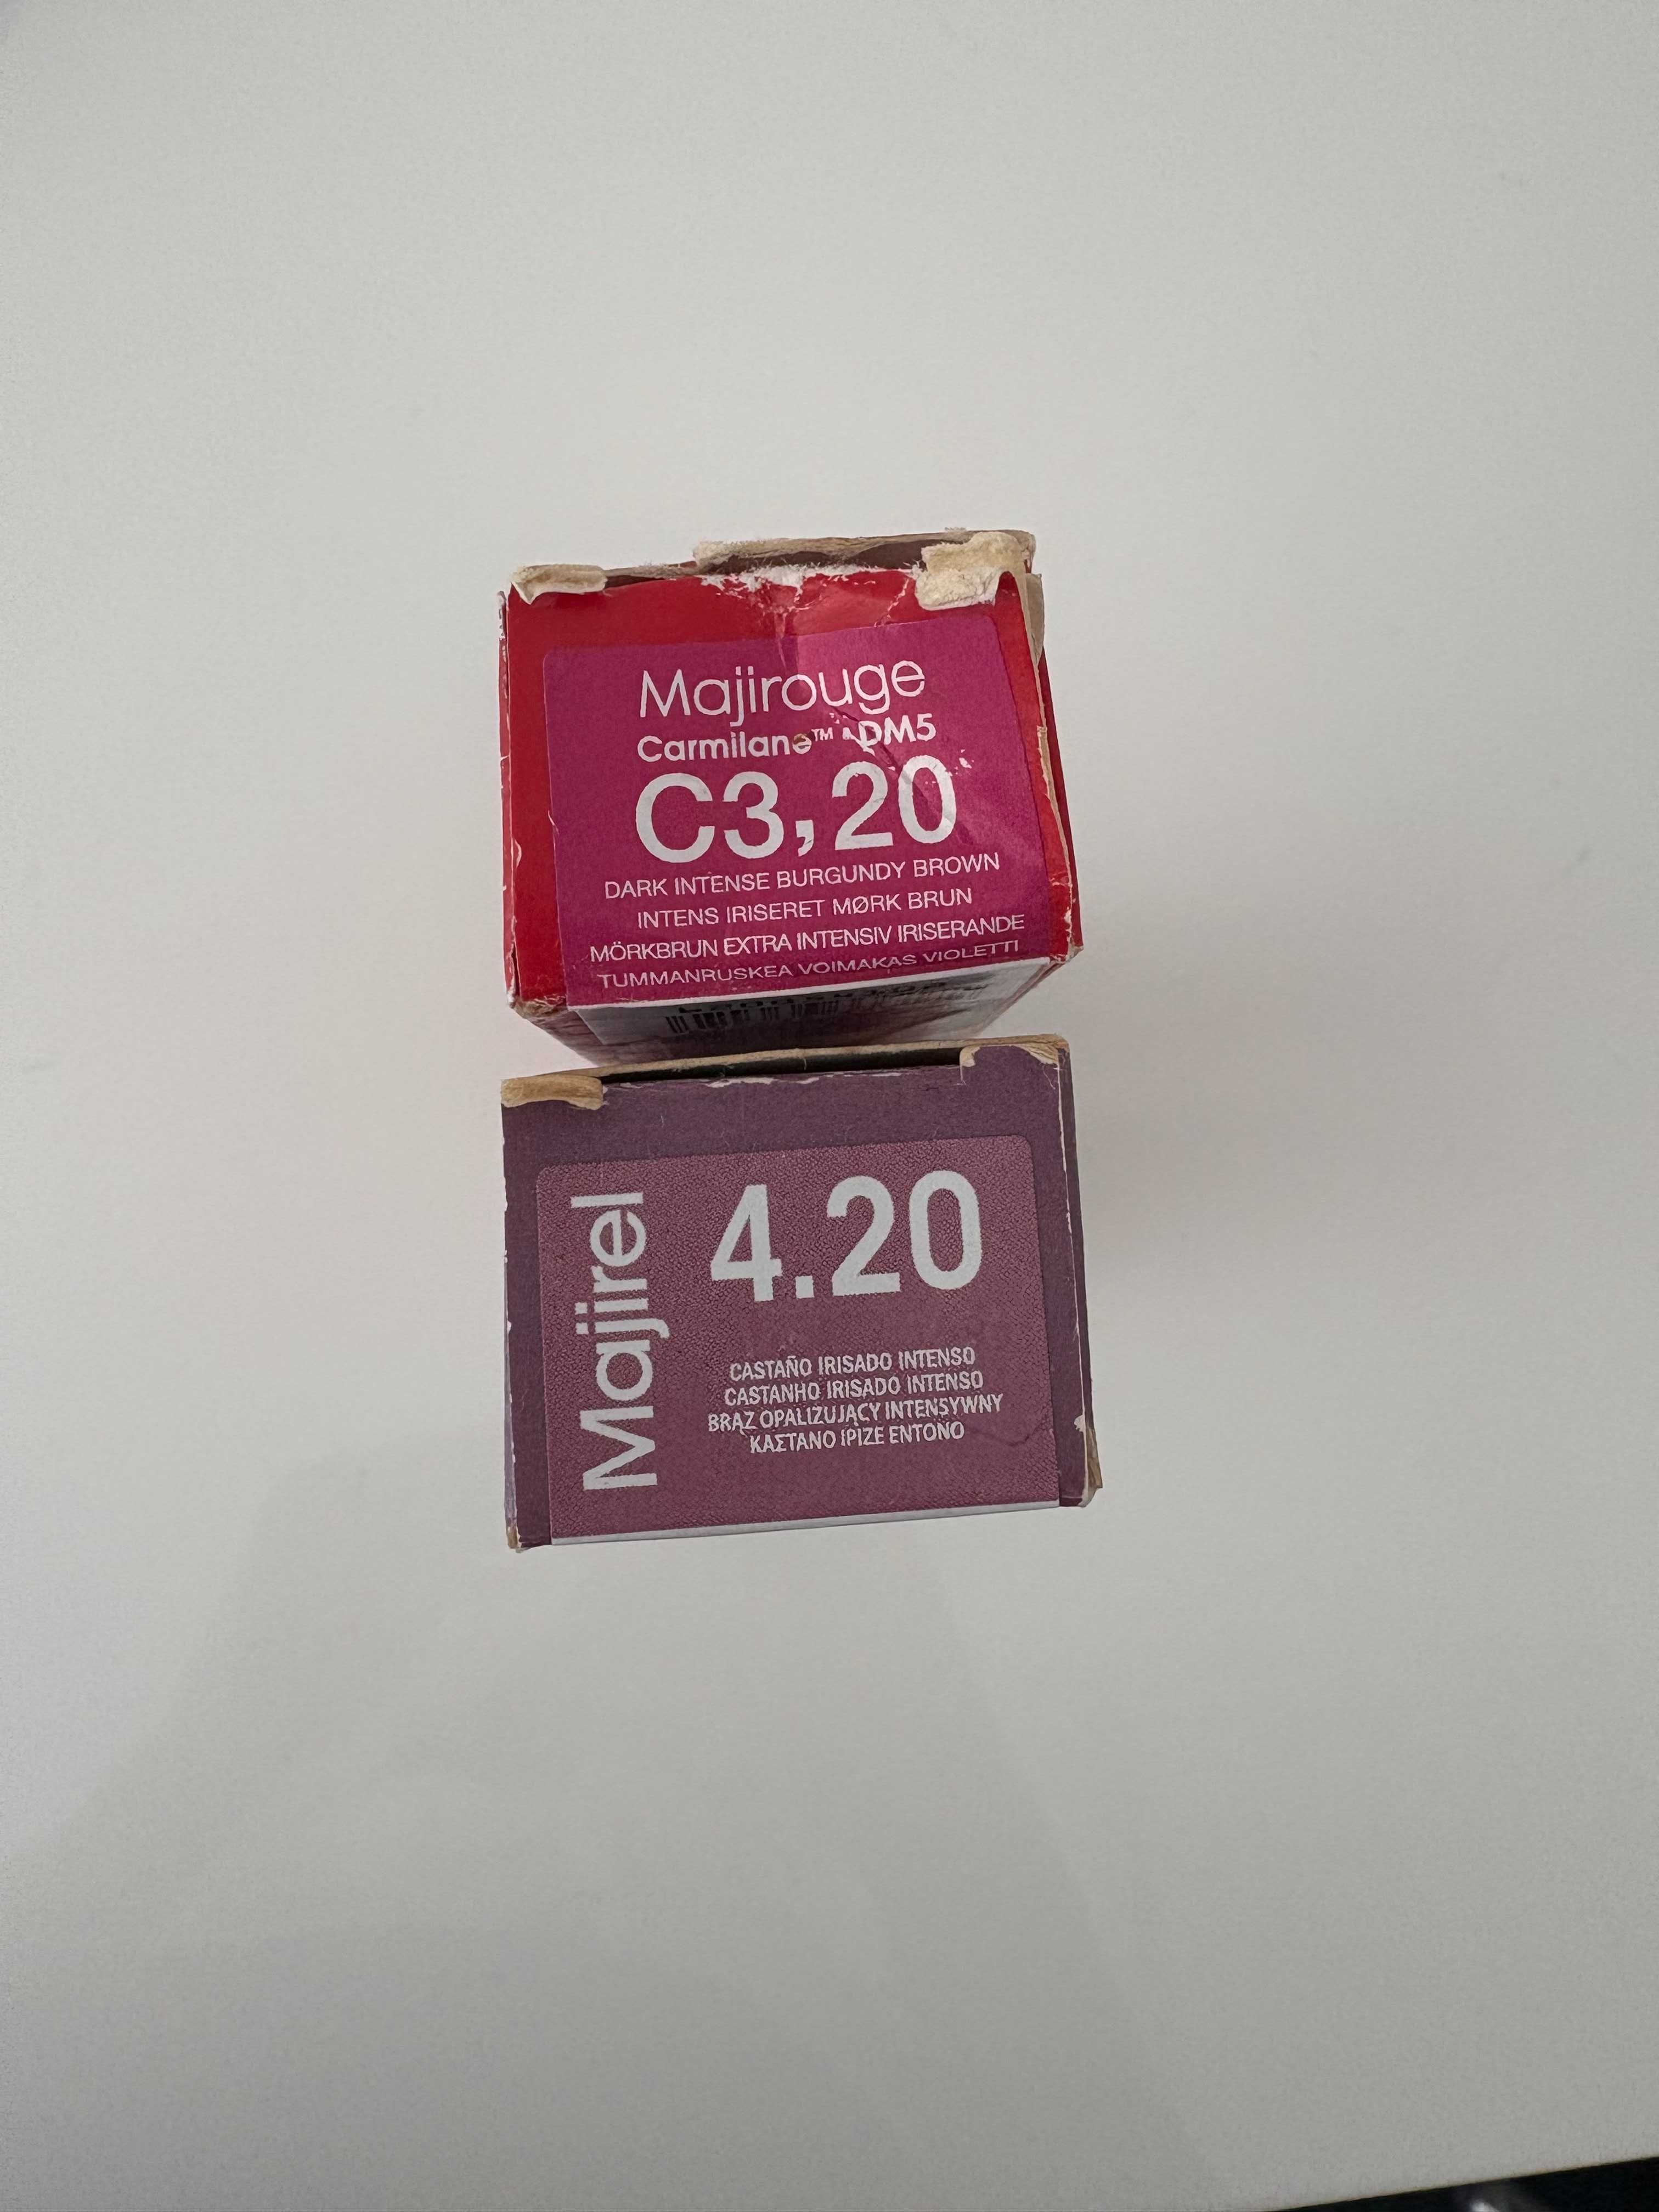 Majirouge
Carmilane™ DM5
C3,20
DARK INTENSE BURGUNDY BROWN
INTENS IRISERET MØRK BRUN
MÖRKBRUN EXTRA INTENSIV IRISERANDE
TUMMANRUSKEA VOIMAKAS VIOLETTI
Majirel
4.20
CASTAÑO IRISADO INTENSO
CASTANHO IRISADO INTENSO
BRĄZ OPALIZUJĄCY INTENSYWNY
ΚΑΣΤΑΝΟ ΙΡΙΖΕ ΕΝΤΟΝΟ